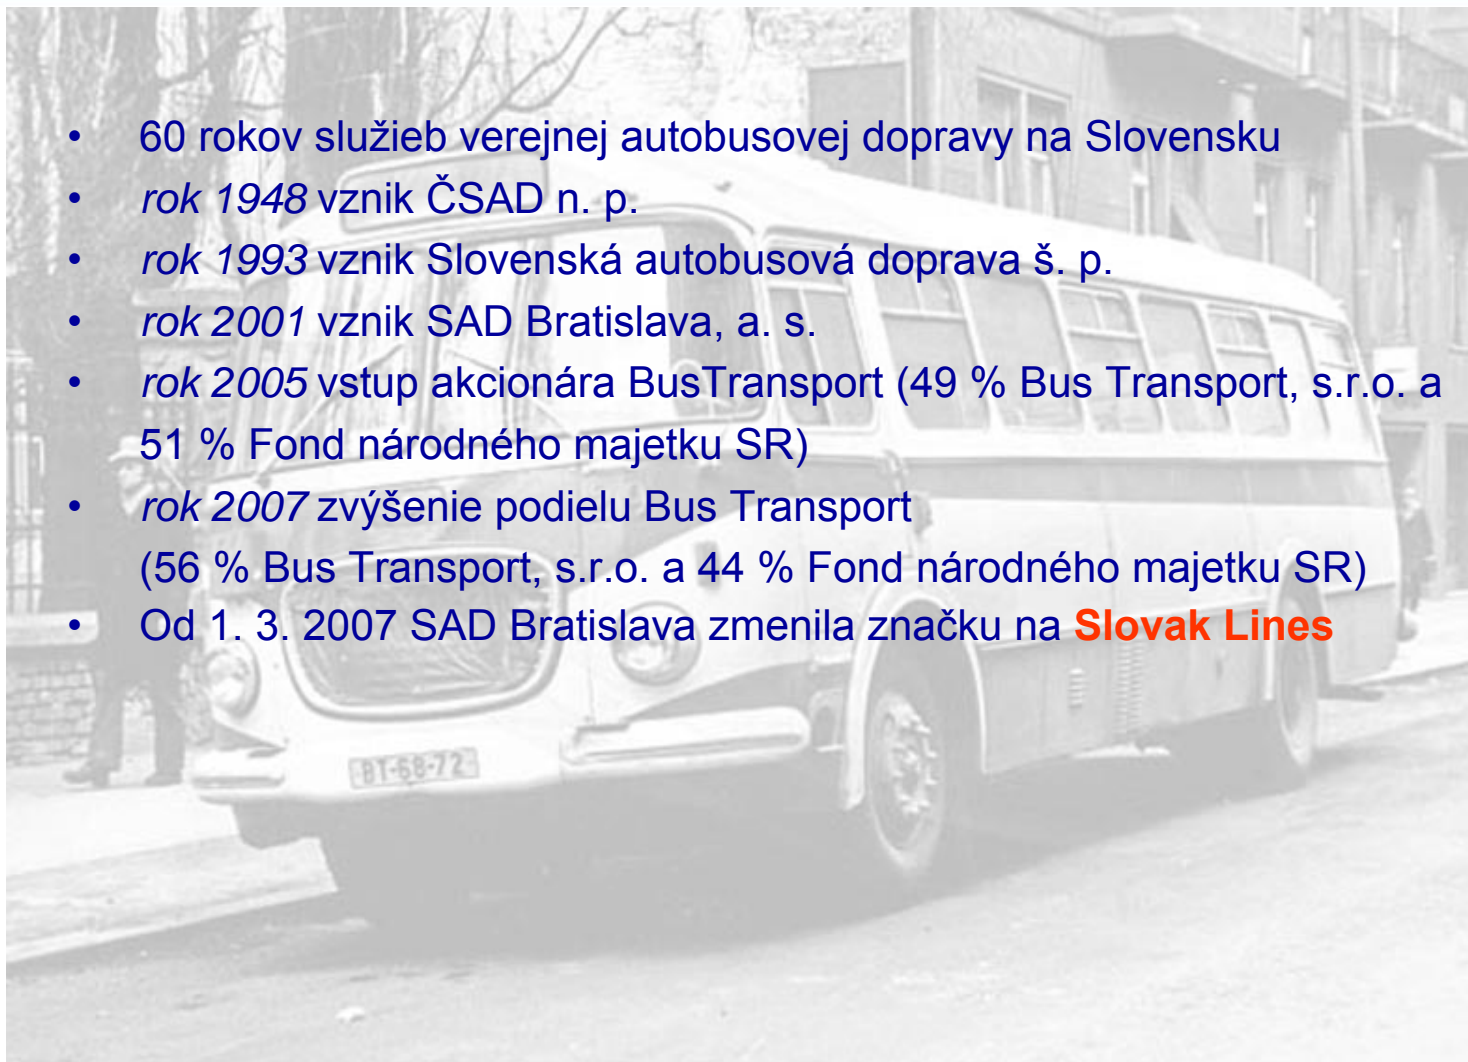 • 60 rokov služieb verejnej autobusovej dopravy na Slovensku
• rok 1948 vznik ČSAD n. p.
• rok 1993 vznik Slovenská autobusová doprava š. p.
• rok 2001 vznik SAD Bratislava, a. s.
• rok 2005 vstup akcionára BusTransport (49 % Bus Transport, s.r.o. a
51 % Fond národného majetku SR)
• rok 2007 zvýšenie podielu Bus Transport
(56 % Bus Transport, s.r.o. a 44 % Fond národného majetku SR)
• Od 1. 3. 2007 SAD Bratislava zmenila značku na Slovak Lines
BT-68-72